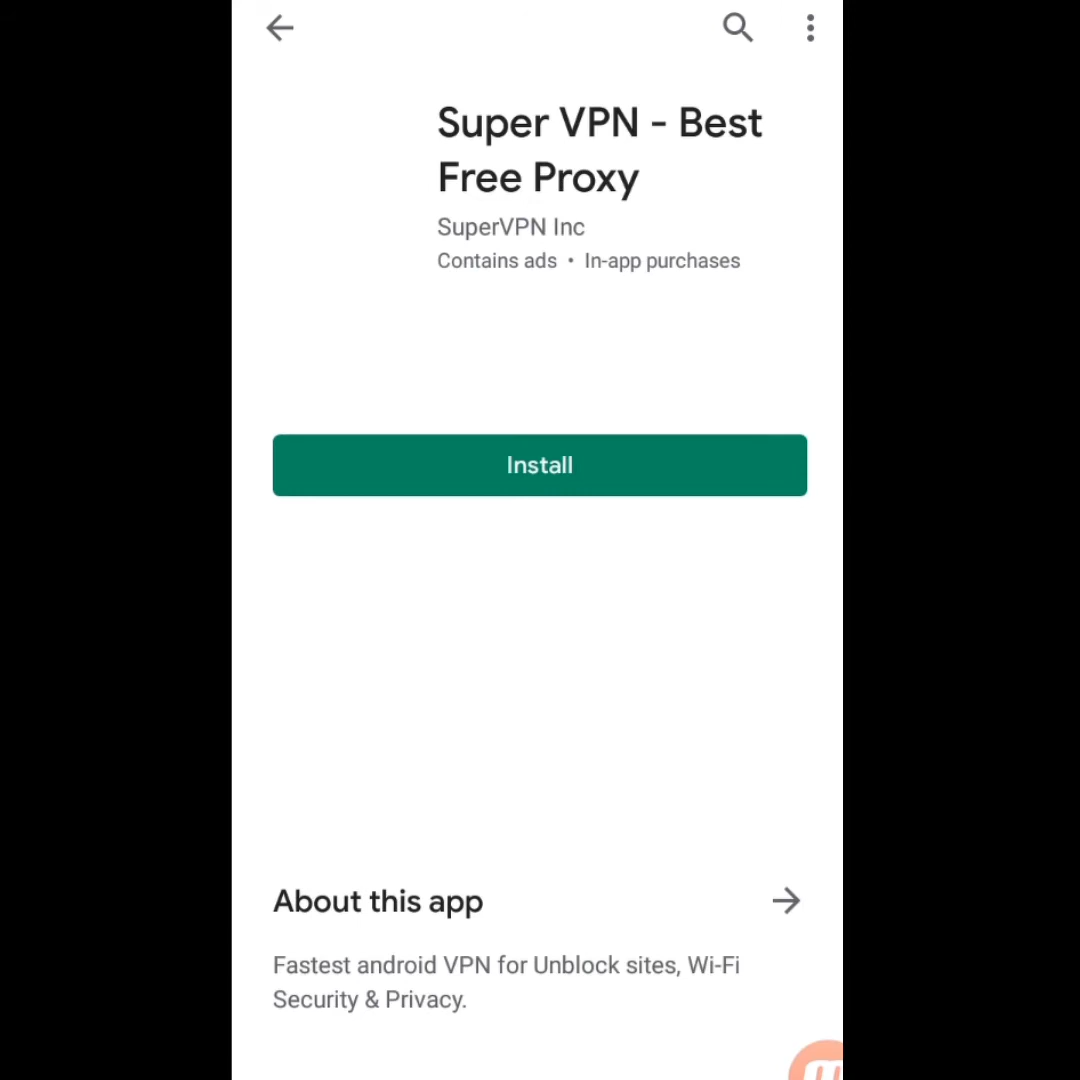 Super VPN - Best
Free Proxy
SuperVPN Inc
Contains ads • In-app purchases
Install
About this app
Fastest android VPN for Unblock sites, Wi-Fi
Security & Privacy.